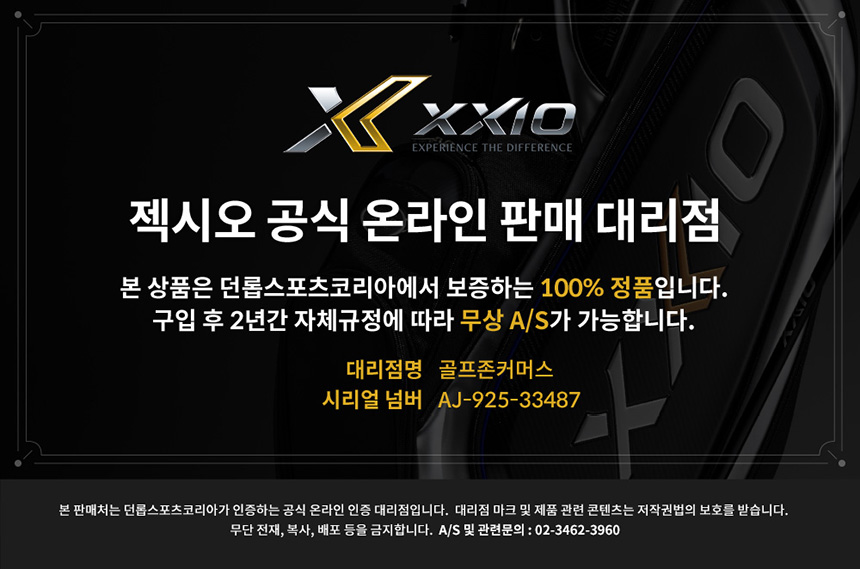 XXIO
EXPERIENCE THE DIFFERENCE
젝시오 공식 온라인 판매 대리점
본 상품은 던롭스포츠코리아에서 보증하는 100% 정품입니다.
구입 후 2년간 자체규정에 따라 무상 A/S가 가능합니다.
대리점명 골프존커머스
시리얼 넘버 AJ-925-33487
XXIO
XXIO
본 판매처는 던롭스포츠코리아가 인증하는 공식 온라인 인증 대리점입니다. 대리점 마크 및 제품 관련 콘텐츠는 저작권법의 보호를 받습니다.
무단 전재, 복사, 배포 등을 금지합니다. A/S 및 관련문의 : 02-3462-3960